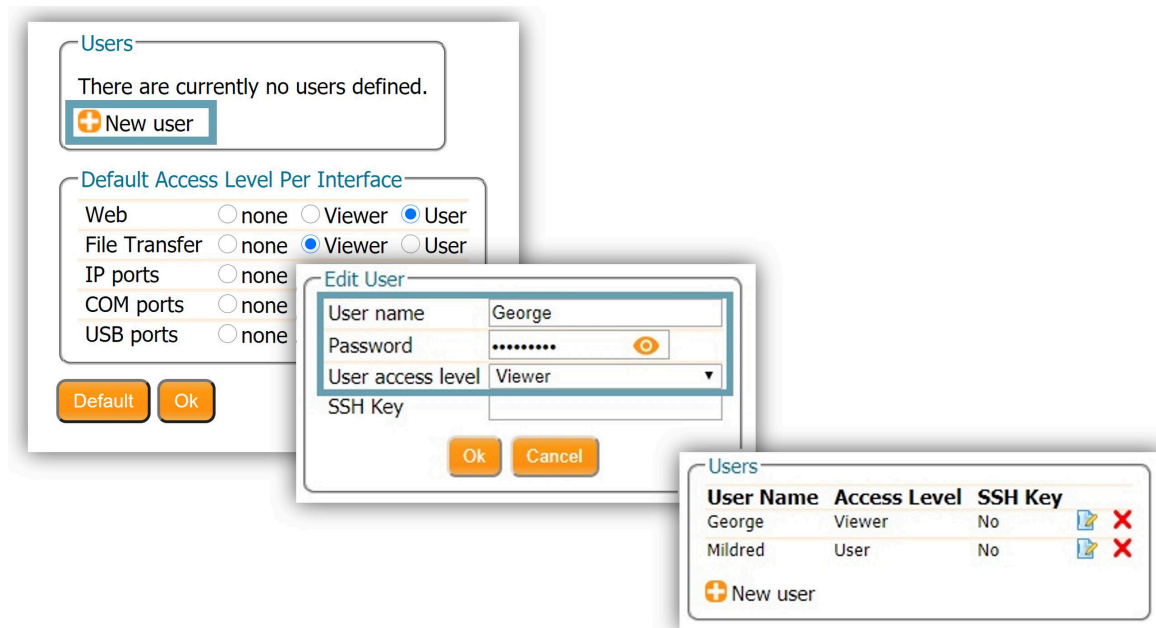 Users
There are currently no users defined.
New user
Default Access Level Per Interface
Web none Viewer User
File Transfer none Viewer User
IP ports none
COM ports none
USB ports none
Default Ok
Edit User
User name George
Password •••••••••
User access level Viewer
SSH Key
Ok Cancel
Users
User Name Access Level SSH Key
George Viewer No
Mildred User No
New user